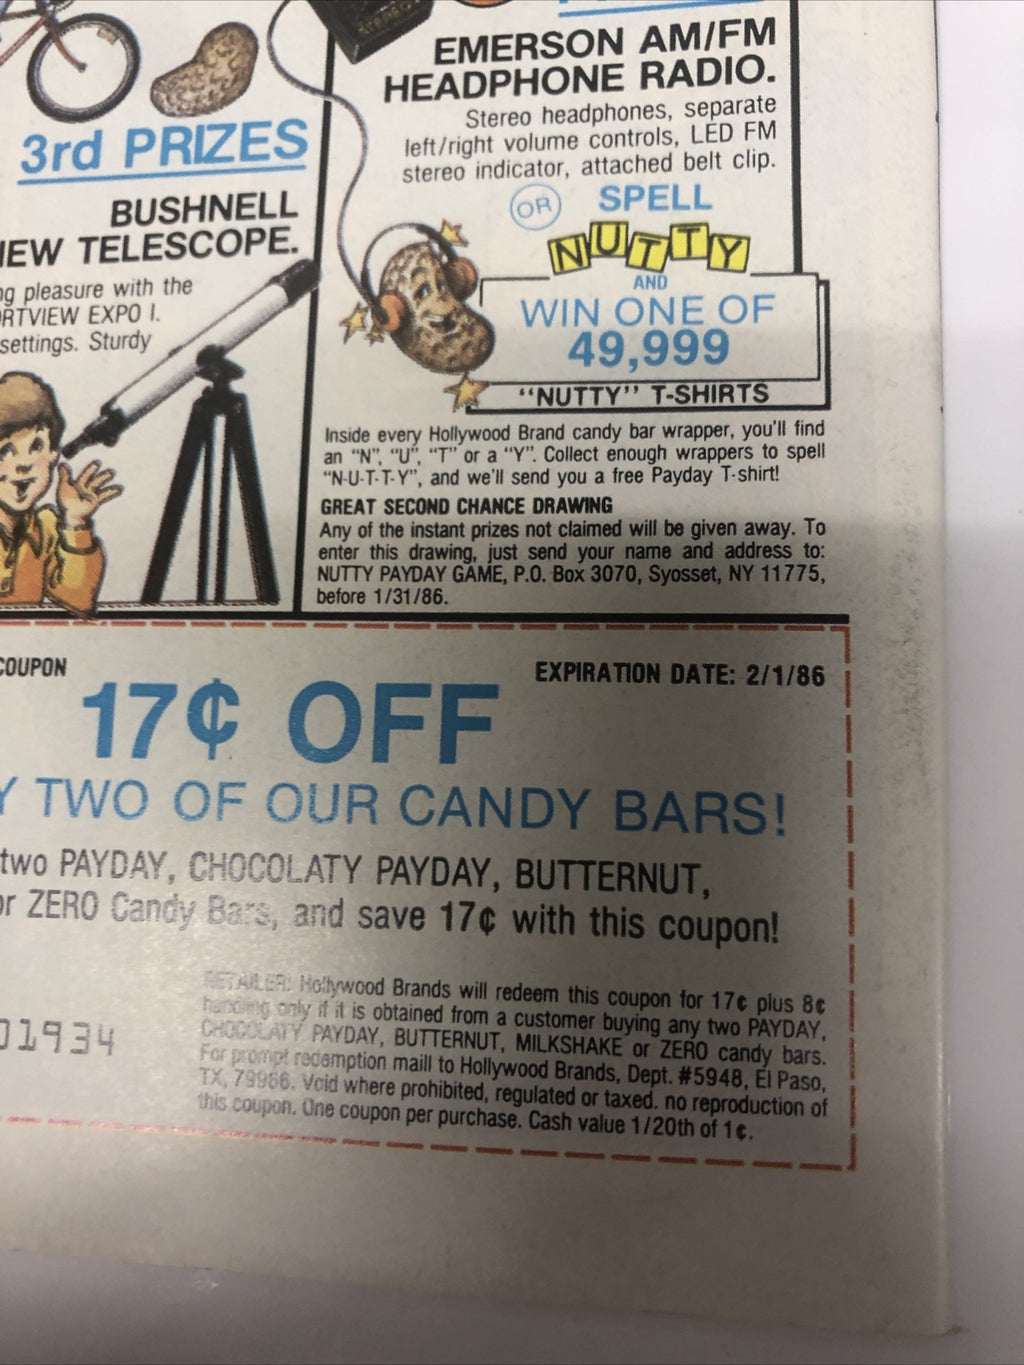 3rd PRIZES
BUSHNELL
TELESCOPE.
pleasure with the
EXPO I.
settings. Sturdy
STEREO
EMERSON AM/FM
HEADPHONE RADIO.
Stereo headphones, separate
left/right volume controls, LED FM
stereo indicator, attached belt clip.
OR SPELL
NUTTY
AND
WIN ONE OF
49,999
"NUTTY" T-SHIRTS
Inside every Hollywood Brand candy bar wrapper, you'll find
an "N", "U", "T" or a "Y". Collect enough wrappers to spell
"N-U-T-T-Y", and we'll send you a free Payday T-shirt!
GREAT SECOND CHANCE DRAWING
Any of the instant prizes not claimed will be given away. To
enter this drawing, just send your name and address to:
NUTTY PAYDAY GAME, P.O. Box 3070, Syosset, NY 11775,
before 1/31/86.
COUPON
EXPIRATION DATE: 2/1/86
17¢ OFF
TWO OF OUR CANDY BARS!
two PAYDAY, CHOCOLATY PAYDAY, BUTTERNUT,
or ZERO Candy Bars, and save 17¢ with this coupon!
RETAILER: Hollywood Brands will redeem this coupon for 17¢ plus 8¢
handling only if it is obtained from a customer buying any two PAYDAY,
CHOCOLATY PAYDAY, BUTTERNUT, MILKSHAKE or ZERO candy bars.
For prompt redemption maill to Hollywood Brands, Dept. #5948, El Paso,
TX, 79966. Void where prohibited, regulated or taxed. no reproduction of
this coupon. One coupon per purchase. Cash value 1/20th of 1¢.
01934